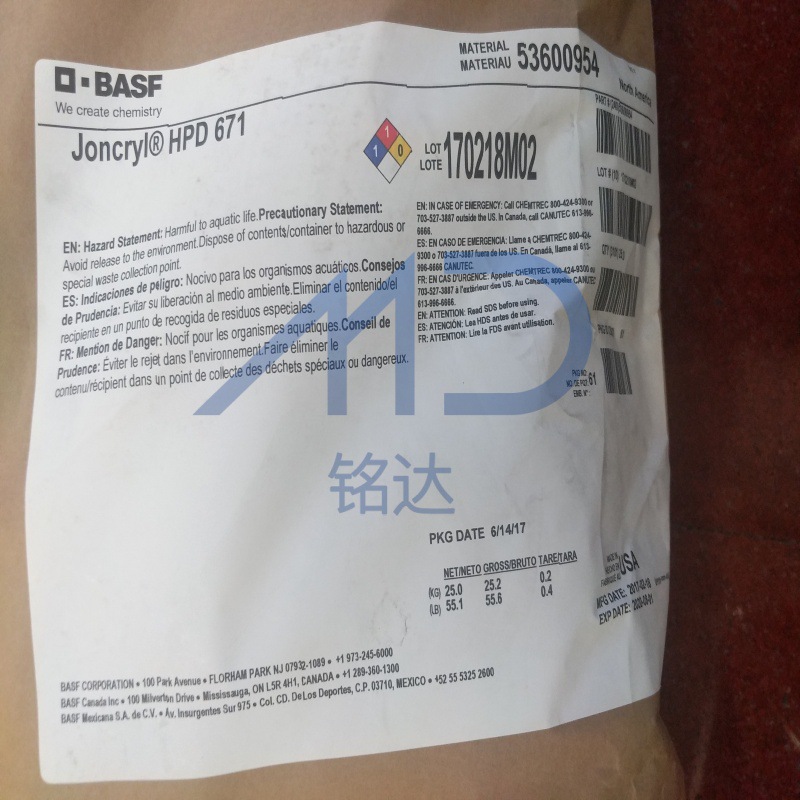 BASF
We create chemistry
MATERIAL
MATERIAU 53600954
North America
Joncryl® HPD 671
1
1 0
LOT
LOTE 170218M02
EN: Hazard Statement: Harmful to aquatic life.Precautionary Statement:
Avoid release to the environment.Dispose of contents/container to hazardous or
special waste collection point.
ES: Indicaciones de peligro: Nocivo para los organismos acuáticos.Consejos
de Prudencia: Evitar su liberación al medio ambiente.Eliminar el contenido/el
recipiente en un punto de recogida de residuos especiales.
FR: Mention de Danger: Nocif pour les organismes aquatiques.Conseil de
Prudence: Éviter le rejet dans l'environnement.Faire éliminer le
contenu/récipient dans un point de collecte des déchets spéciaux ou dangereux.
EN: IN CASE OF EMERGENCY: Call CHEMTREC 800-424-9300 or
703-527-3887 outside the US. In Canada, call CANUTEC 613-996-
6666.
ES: EN CASO DE EMERGENCIA: Llame a CHEMTREC 800-424-
9300 o 703-527-3887 fuera de los US. En Canadá, llame al 613-
996-6666 CANUTEC.
FR: EN CAS D'URGENCE: Appeler CHEMTREC 800-424-9300 ou
703-527-3887 à l'extérieur des US. Au Canada, appeler CANUTEC
613-996-6666.
EN: ATTENTION: Read SDS before using.
ES: ATENCIÓN: Lea HDS antes de usar.
FR: ATTENTION: Lire la FDS avant utilisation.
61
MD
铭达
PKG DATE 6/14/17
NET/NETO GROSS/BRUTO TARE/TARA
(KG) 25.0 25.2 0.2
(LB) 55.1 55.6 0.4
USA
MFG DATE: 2017-02-18
EXP DATE:
BASF CORPORATION • 100 Park Avenue • FLORHAM PARK NJ 07932-1089 • +1 973-245-6000
BASF Canada Inc • 100 Milverton Drive • Mississauga, ON L5R 4H1, CANADA • +1 289-360-1300
BASF Mexicana S.A. de C.V. • Av. Insurgentes Sur 975 • Col. CD. De Los Deportes, C.P. 03710, MEXICO • +52 55 5325 2600